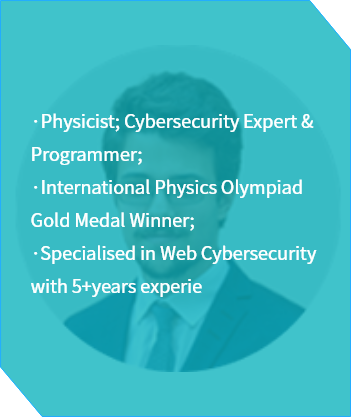 ·Physicist; Cybersecurity Expert &
Programmer;
·International Physics Olympiad
Gold Medal Winner;
·Specialised in Web Cybersecurity
with 5+years experie